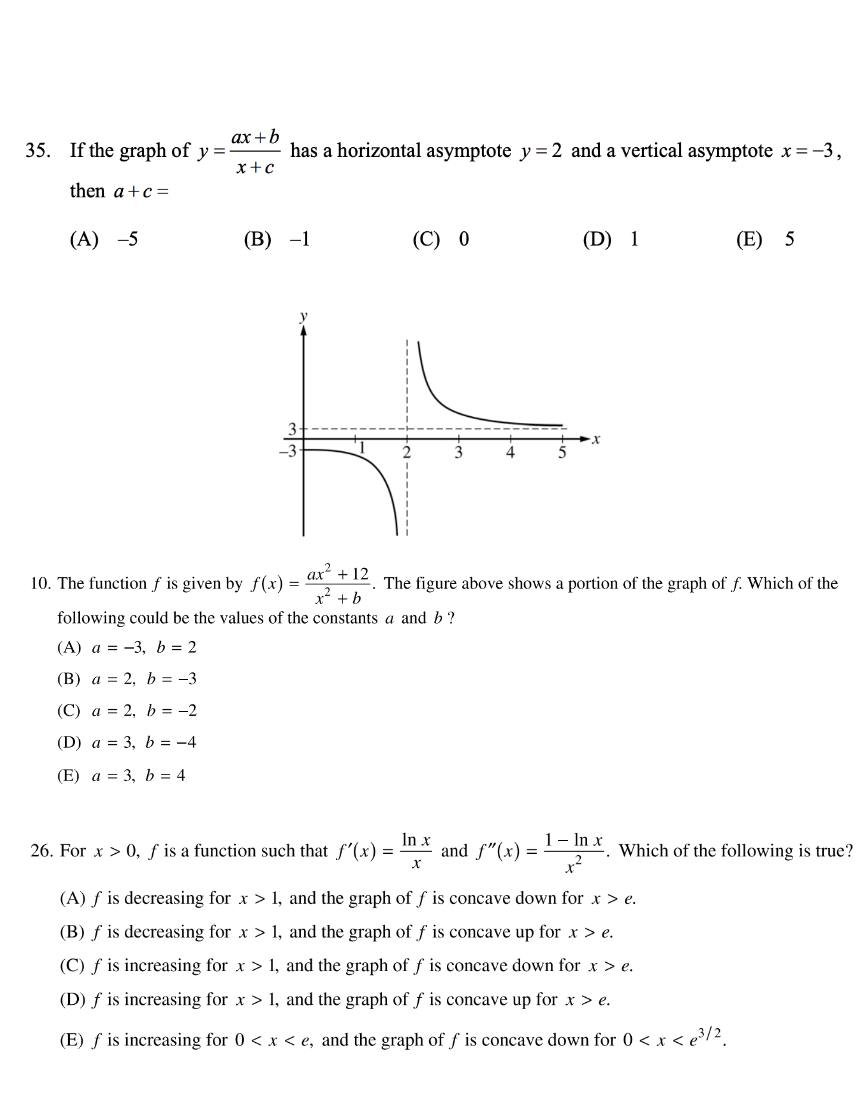 35. If the graph of y = \frac{ax+b}{x+c} has a horizontal asymptote y = 2 and a vertical asymptote x = −3,
then a + c =
(A) −5 (B) −1 (C) 0 (D) 1 (E) 5
y
3
−3
1 2 3 4 5 x
10. The function f is given by f(x) = \frac{ax^2 + 12}{x^2 + b}. The figure above shows a portion of the graph of f. Which of the
following could be the values of the constants a and b ?
(A) a = −3, b = 2
(B) a = 2, b = −3
(C) a = 2, b = −2
(D) a = 3, b = −4
(E) a = 3, b = 4
26. For x > 0, f is a function such that f′(x) = \frac{\ln x}{x} and f″(x) = \frac{1 − \ln x}{x^2}. Which of the following is true?
(A) f is decreasing for x > 1, and the graph of f is concave down for x > e.
(B) f is decreasing for x > 1, and the graph of f is concave up for x > e.
(C) f is increasing for x > 1, and the graph of f is concave down for x > e.
(D) f is increasing for x > 1, and the graph of f is concave up for x > e.
(E) f is increasing for 0 < x < e, and the graph of f is concave down for 0 < x < e^{3/2}.